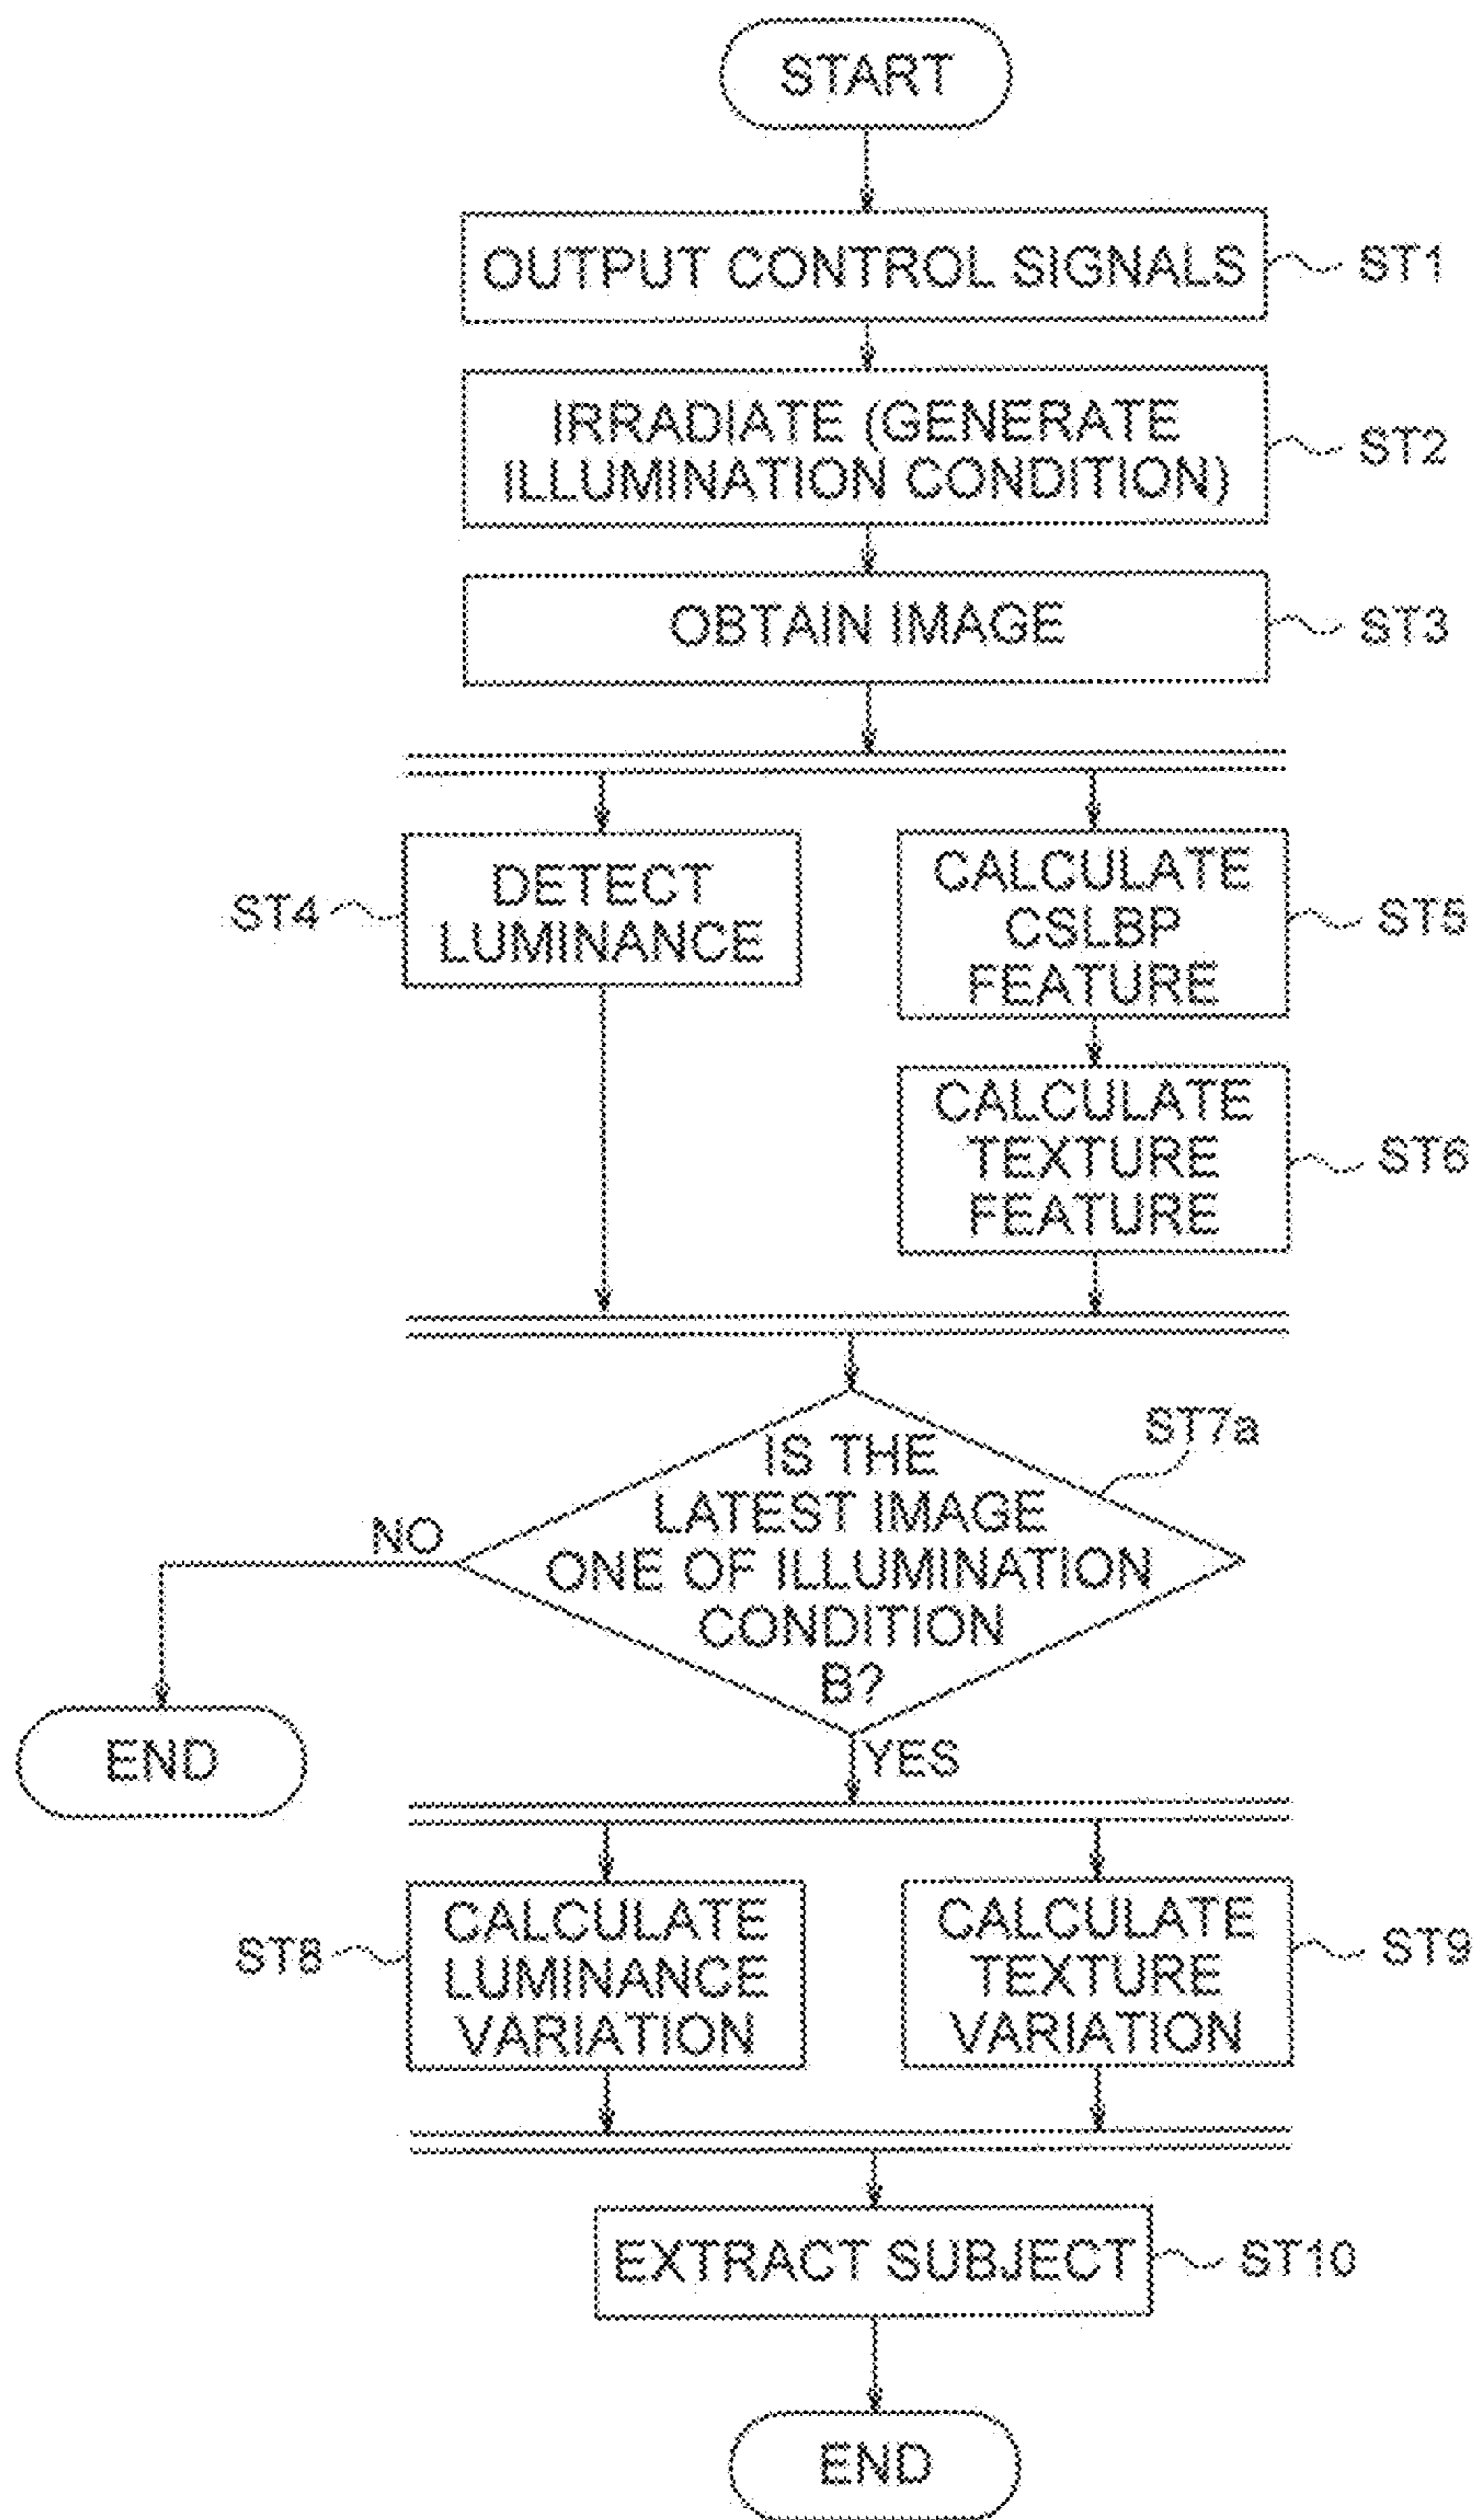 START
OUTPUT CONTROL SIGNALS
ST1
IRRADIATE (GENERATE
ILLUMINATION CONDITION)
ST2
OBTAIN IMAGE
ST3
DETECT
LUMINANCE
ST4
CALCULATE
CSLBP
FEATURE
ST5
CALCULATE
TEXTURE
FEATURE
ST6
IS THE
LATEST IMAGE
ONE OF ILLUMINATION
CONDITION
B?
ST7a
NO
END
YES
CALCULATE
LUMINANCE
VARIATION
ST8
CALCULATE
TEXTURE
VARIATION
ST9
EXTRACT SUBJECT
ST10
END